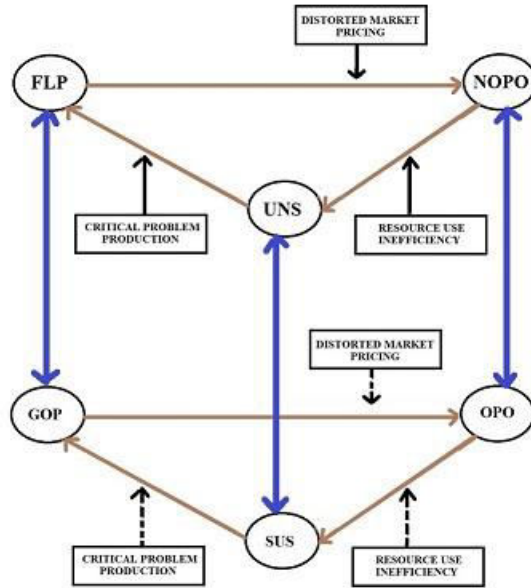 DISTORTED MARKET
PRICING
FLP
NOPO
UNS
CRITICAL PROBLEM
PRODUCTION
RESOURCE USE
INEFFICIENCY
DISTORTED MARKET
PRICING
GOP
OPO
SUS
CRITICAL PROBLEM
PRODUCTION
RESOURCE USE
INEFFICIENCY